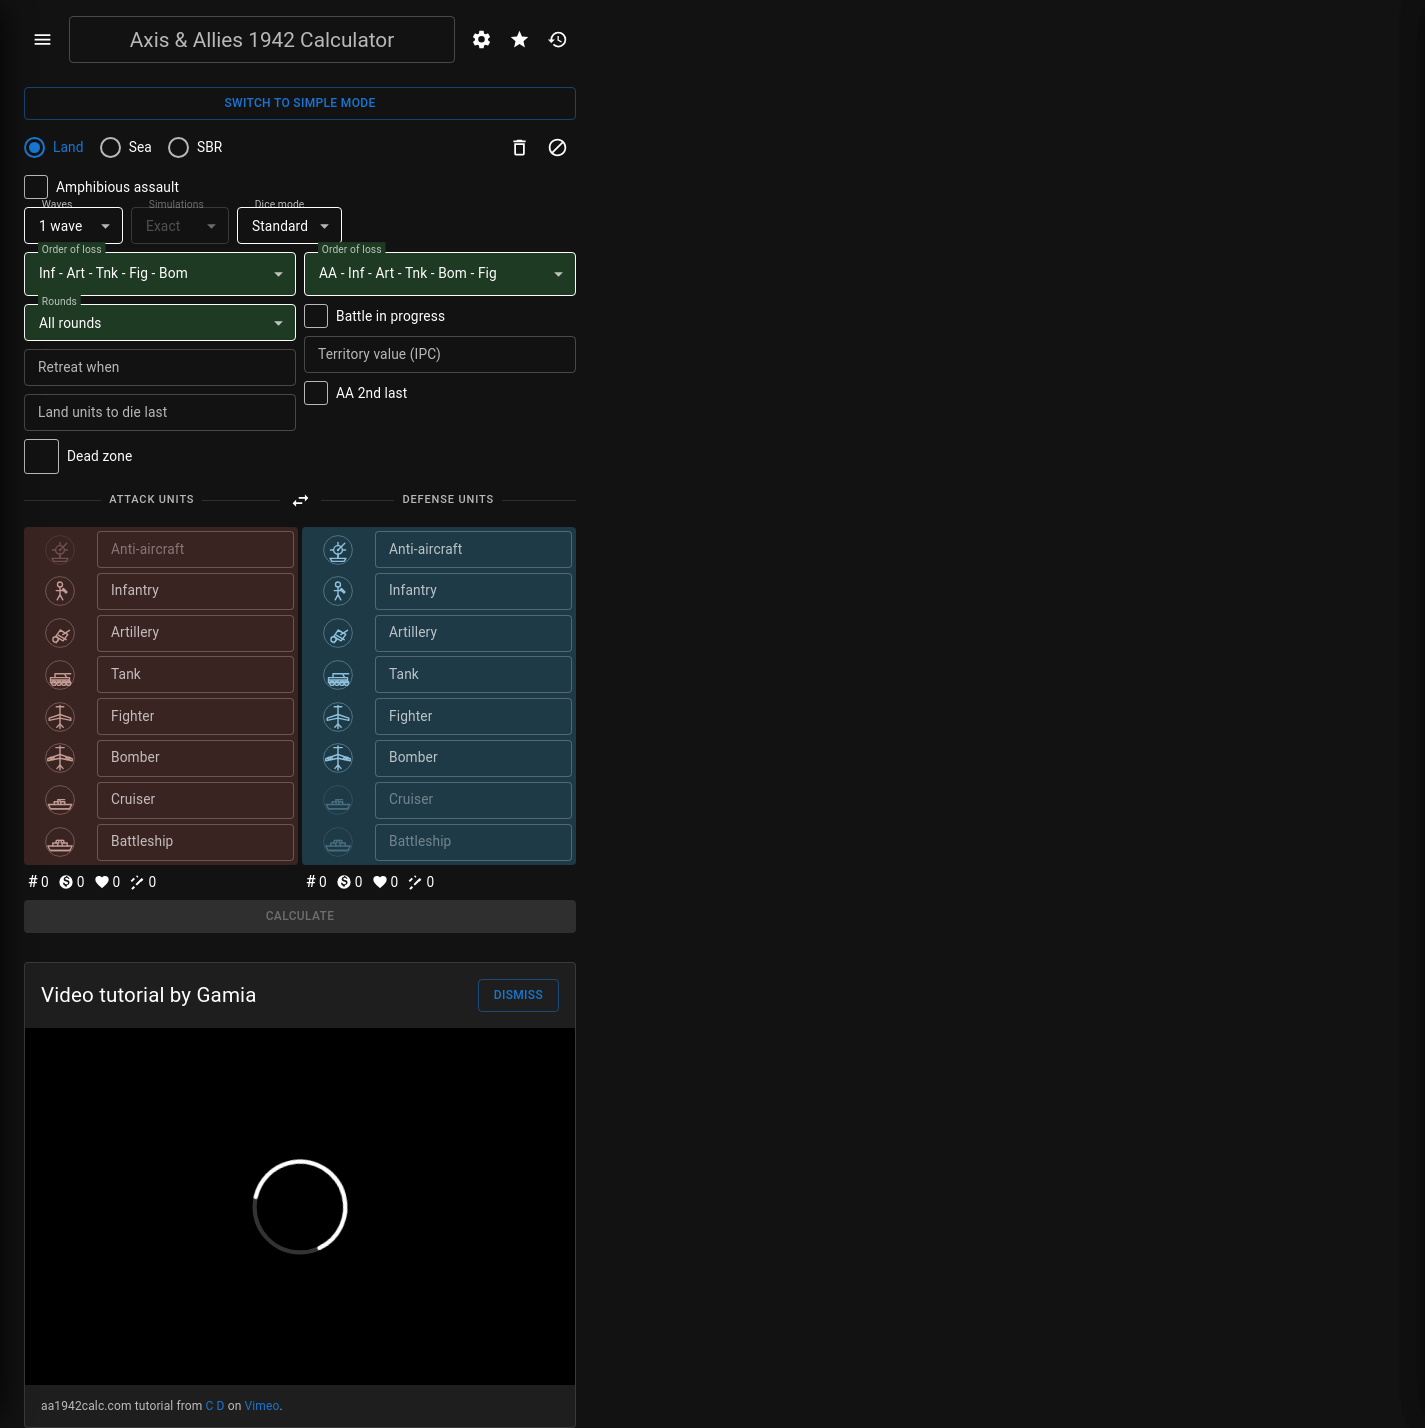 Axis & Allies 1942 Calculator
SWITCH TO SIMPLE MODE
Land Sea SBR
Amphibious assault
Waves Simulations Dice mode
1 wave Exact Standard
Order of loss Order of loss
Inf - Art - Tnk - Fig - Bom AA - Inf - Art - Tnk - Bom - Fig
Rounds
All rounds Battle in progress
Retreat when Territory value (IPC)
Land units to die last AA 2nd last
Dead zone
ATTACK UNITS DEFENSE UNITS
Anti-aircraft Anti-aircraft
Infantry Infantry
Artillery Artillery
Tank Tank
Fighter Fighter
Bomber Bomber
Cruiser Cruiser
Battleship Battleship
# 0 0 0 0 # 0 0 0 0
CALCULATE
Video tutorial by Gamia DISMISS
aa1942calc.com tutorial from C D on Vimeo.